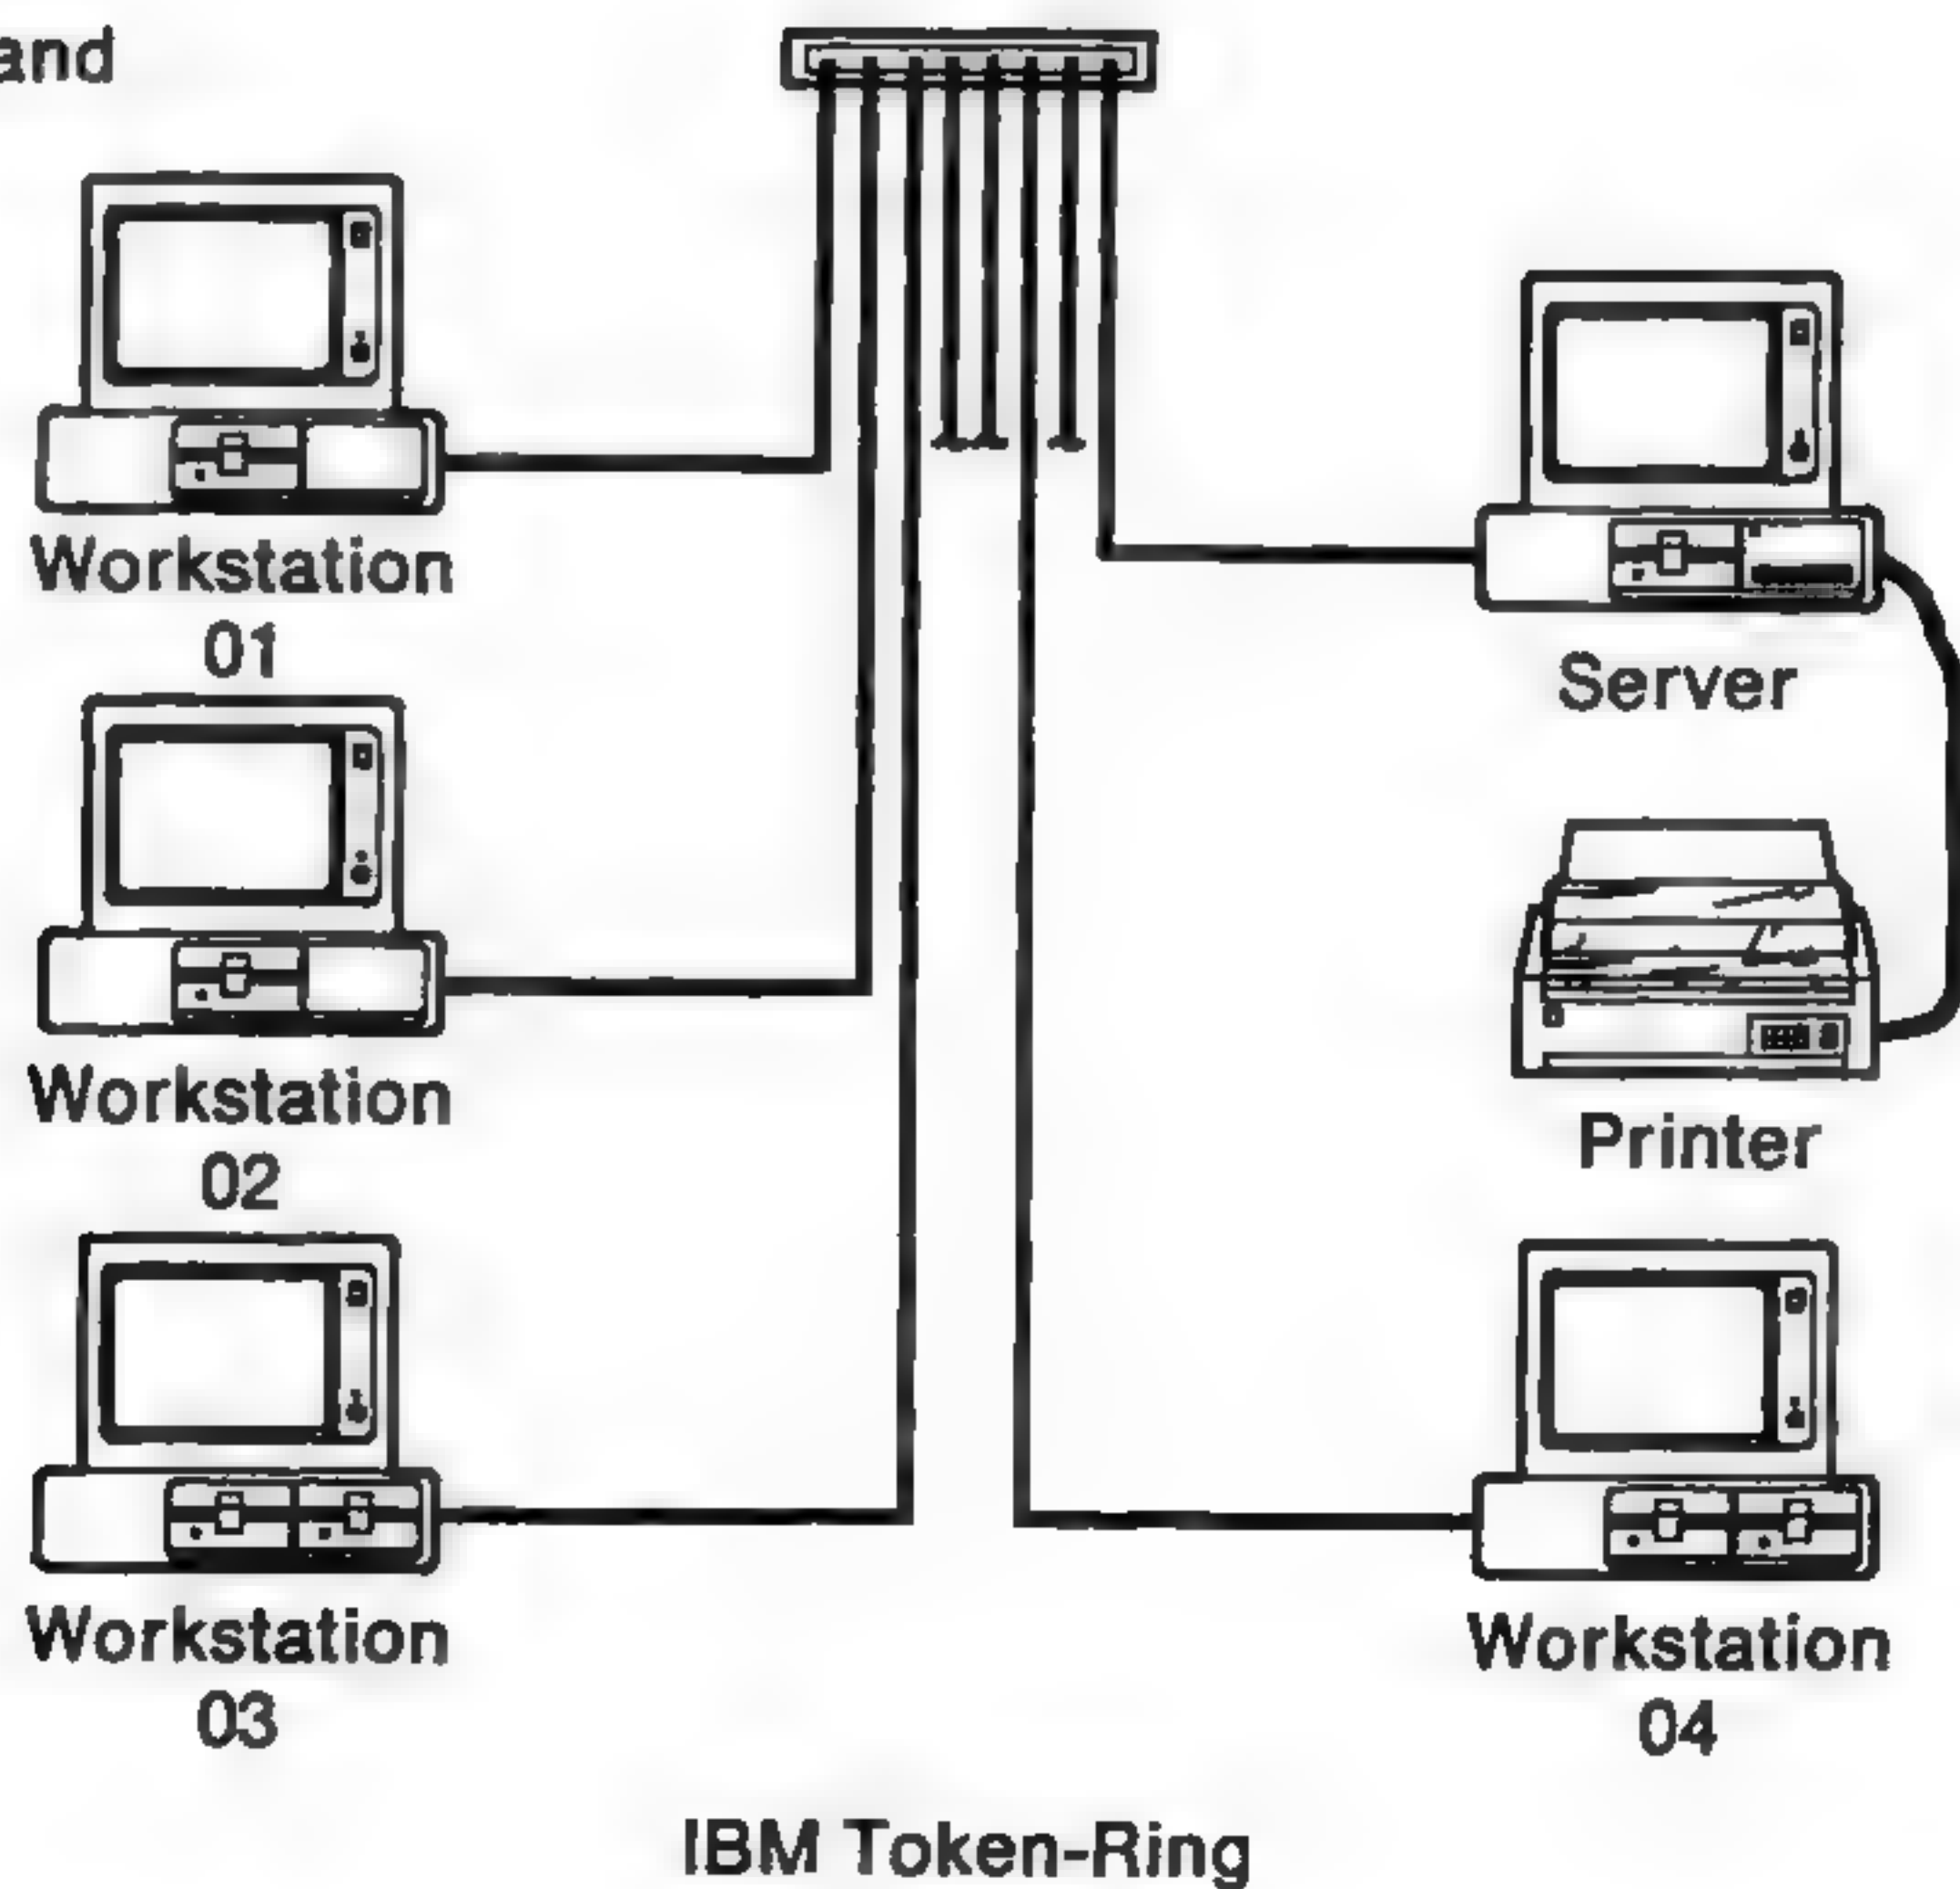 and
Workstation
01
Server
Workstation
02
Printer
Workstation
03
Workstation
04
IBM Token-Ring